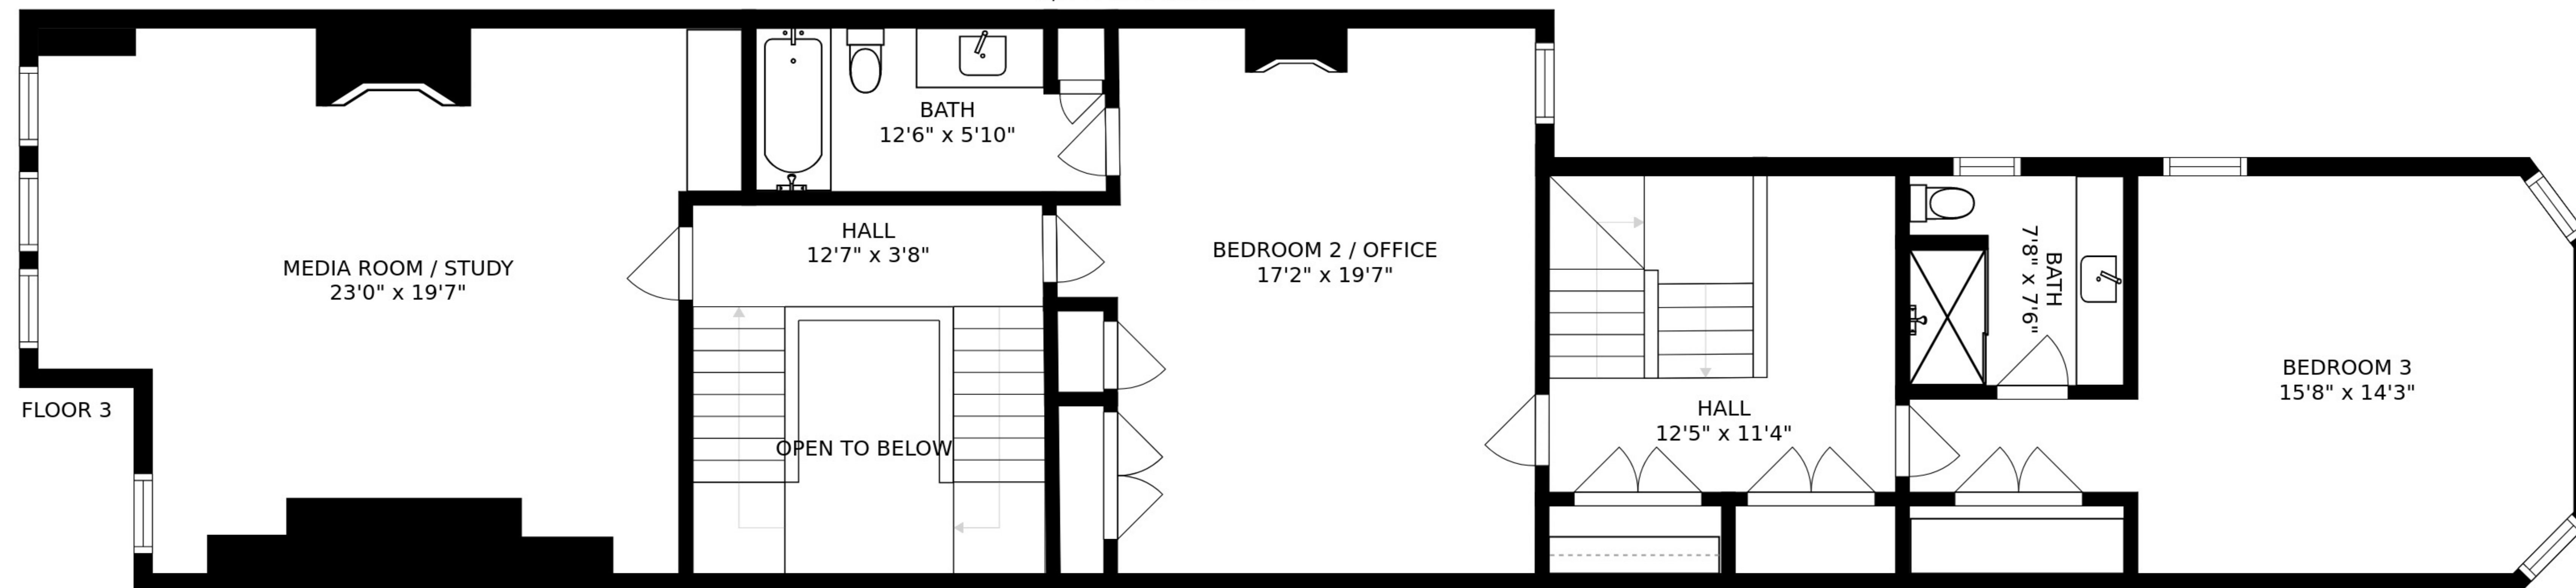 BATH
12'6" x 5'10"
HALL
12'7" x 3'8"
MEDIA ROOM / STUDY
23'0" x 19'7"
BEDROOM 2 / OFFICE
17'2" x 19'7"
BATH
7'8" x 7'6"
BEDROOM 3
15'8" x 14'3"
FLOOR 3
HALL
12'5" x 11'4"
OPEN TO BELOW